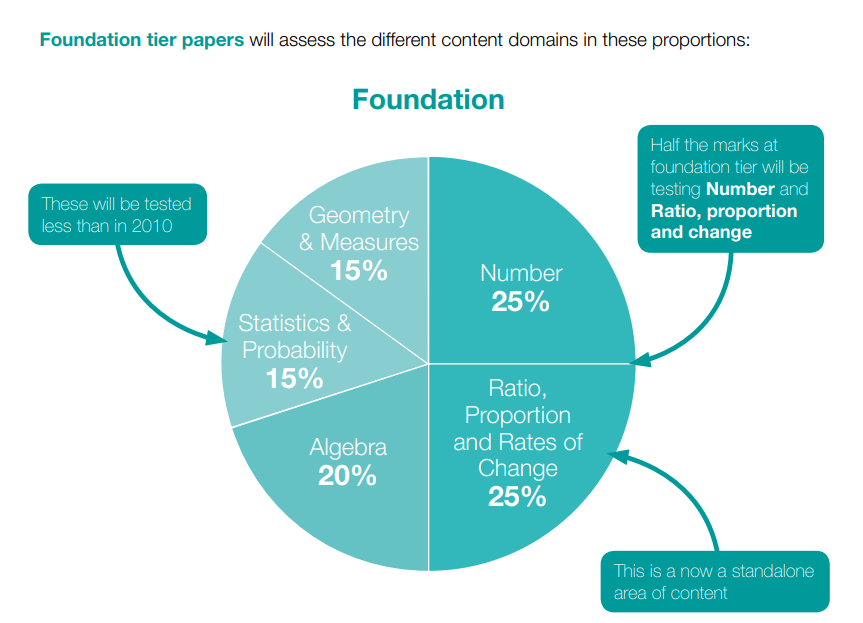 Foundation tier papers will assess the different content domains in these proportions:
Foundation
Half the marks at
foundation tier will be
testing Number and
Ratio, proportion
and change
These will be tested
less than in 2010
Geometry
& Measures
15%
Number
25%
Statistics &
Probability
15%
Ratio,
Proportion
and Rates of
Change
25%
Algebra
20%
This is a now a standalone
area of content